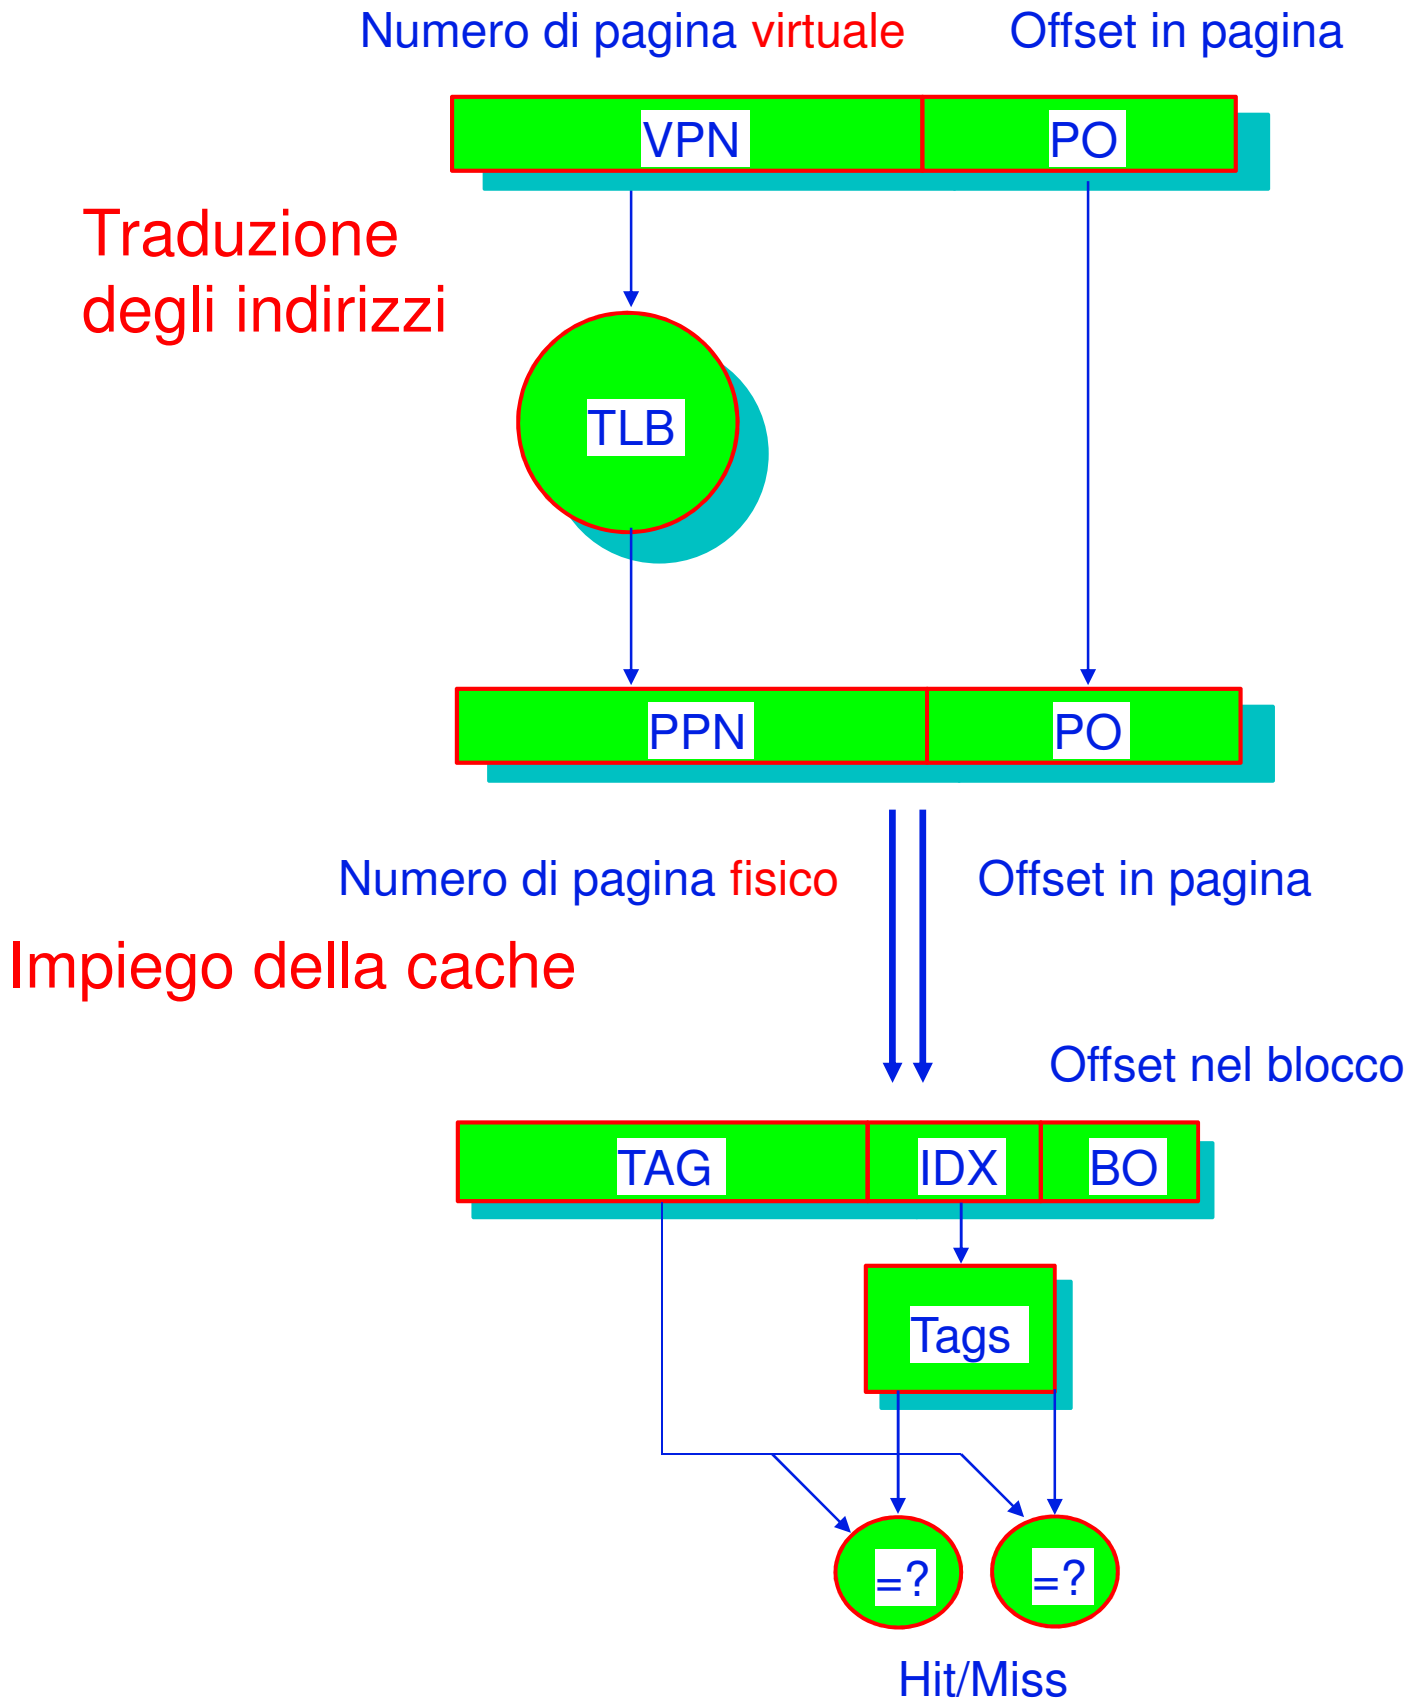 Numero di pagina virtuale Offset in pagina
VPN PO
Traduzione
degli indirizzi
TLB
PPN PO
Numero di pagina fisico Offset in pagina
Impiego della cache
Offset nel blocco
TAG IDX BO
Tags
=? =?
Hit/Miss